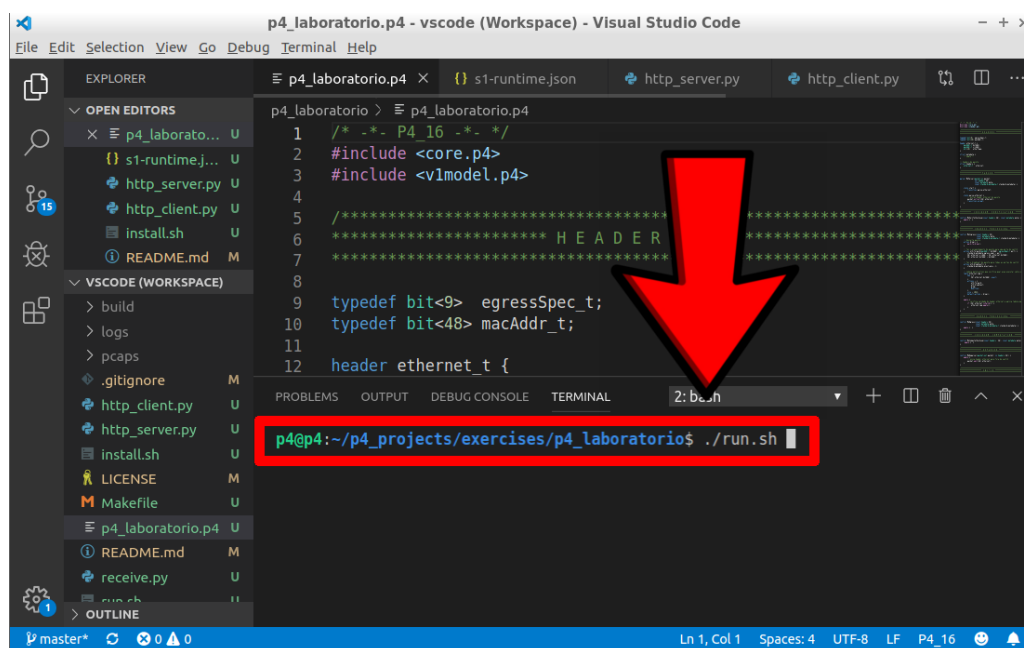 p4_laboratorio.p4 - vscode (Workspace) - Visual Studio Code
File Edit Selection View Go Debug Terminal Help
EXPLORER
OPEN EDITORS
p4_laborato... U
s1-runtime.j... U
http_server.py U
http_client.py U
install.sh U
README.md M
VSCODE (WORKSPACE)
build
logs
pcaps
.gitignore M
http_client.py U
http_server.py U
install.sh U
LICENSE M
Makefile U
p4_laboratorio.p4 U
README.md M
receive.py U
run.sh U
OUTLINE
15
1
p4_laboratorio.p4 s1-runtime.json http_server.py http_client.py
p4_laboratorio > p4_laboratorio.p4
1 /* -*- P4_16 -*- */
2 #include <core.p4>
3 #include <v1model.p4>
4
5 /****************************
6 *********************** H E A D E R
7 *****************************
8
9 typedef bit<9> egressSpec_t;
10 typedef bit<48> macAddr_t;
11
12 header ethernet_t {
PROBLEMS OUTPUT DEBUG CONSOLE TERMINAL 2: bash
p4@p4:~/p4_projects/exercises/p4_laboratorio$ ./run.sh
master* 0 0 Ln 1, Col 1 Spaces: 4 UTF-8 LF P4_16